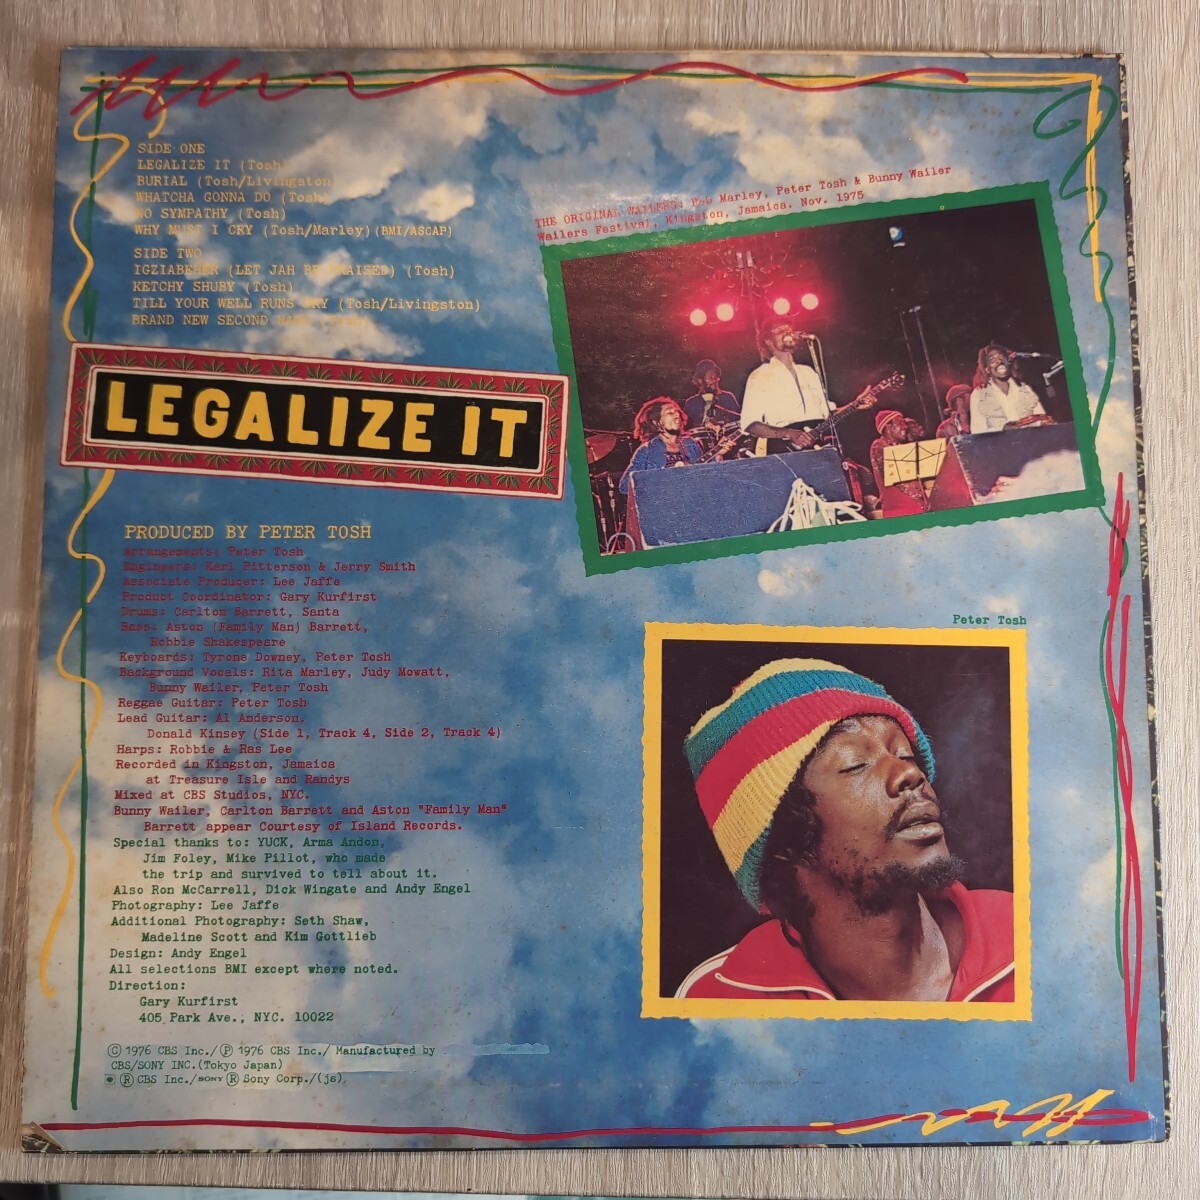 SIDE ONE
LEGALIZE IT (Tosh)
BURIAL (Tosh/Livingston)
WHATCHA GONNA DO (Tosh)
NO SYMPATHY (Tosh)
WHY MUST I CRY (Tosh/Marley)(BMI/ASCAP)
SIDE TWO
IGZIABEHER (LET JAH BE PRAISED) (Tosh)
KETCHY SHUBY (Tosh)
TILL YOUR WELL RUNS DRY (Tosh/Livingston)
BRAND NEW SECOND HAND (Tosh)
THE ORIGINAL WAILERS: Bob Marley, Peter Tosh & Bunny Wailer
Wailers Festival, Kingston, Jamaica. Nov. 1975
LEGALIZE IT
PRODUCED BY PETER TOSH
Arrangements: Peter Tosh
Engineers: Karl Pitterson & Jerry Smith
Associate Producer: Lee Jaffe
Product Coordinator: Gary Kurfirst
Drums: Carlton Barrett, Santa
Bass: Aston (Family Man) Barrett,
Robbie Shakespeare
Keyboards: Tyrone Downey, Peter Tosh
Background Vocals: Rita Marley, Judy Mowatt,
Bunny Wailer, Peter Tosh
Reggae Guitar: Peter Tosh
Lead Guitar: Al Anderson,
Donald Kinsey (Side 1, Track 4, Side 2, Track 4)
Harps: Robbie & Ras Lee
Recorded in Kingston, Jamaica
at Treasure Isle and Randys
Mixed at CBS Studios, NYC.
Bunny Wailer, Carlton Barrett and Aston "Family Man"
Barrett appear Courtesy of Island Records.
Special thanks to: YUCK, Arma Andon,
Jim Foley, Mike Pillot, who made
the trip and survived to tell about it.
Also Ron McCarrell, Dick Wingate and Andy Engel
Photography: Lee Jaffe
Additional Photography: Seth Shaw,
Madeline Scott and Kim Gottlieb
Design: Andy Engel
All selections BMI except where noted.
Direction:
Gary Kurfirst
405 Park Ave., NYC. 10022
Peter Tosh
© 1976 CBS Inc./ ℗ 1976 CBS Inc./ Manufactured by
CBS/SONY INC.(Tokyo Japan)
® CBS Inc./SONY ® Sony Corp./(js)